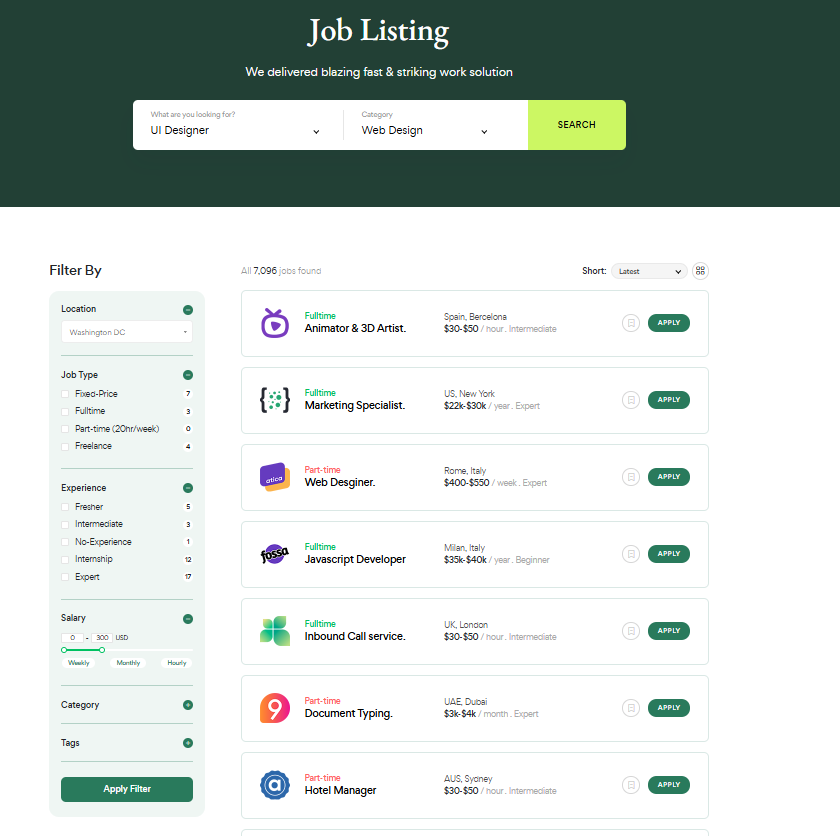 Job Listing
We delivered blazing fast & striking work solution
What are you looking for?
UI Designer
Category
Web Design
SEARCH
Filter By
Location
Washington DC
Job Type
Fixed-Price 7
Fulltime 3
Part-time (20hr/week) 0
Freelance 4
Experience
Fresher 5
Intermediate 3
No-Experience 1
Internship 12
Expert 17
Salary
0 - 300 USD
Weekly Monthly Hourly
Category
Tags
Apply Filter
All 7,096 jobs found
Short: Latest
Fulltime
Animator & 3D Artist.
Spain, Bercelona
$30-$50 / hour . Intermediate
APPLY
Fulltime
Marketing Specialist.
US, New York
$22k-$30k / year . Expert
APPLY
atica
Part-time
Web Desginer.
Rome, Italy
$400-$550 / week . Expert
APPLY
fossa
Fulltime
Javascript Developer
Milan, Italy
$35k-$40k / year . Beginner
APPLY
Fulltime
Inbound Call service.
UK, London
$30-$50 / hour . Intermediate
APPLY
9
Part-time
Document Typing.
UAE, Dubai
$3k-$4k / month . Expert
APPLY
a
Part-time
Hotel Manager
AUS, Sydney
$30-$50 / hour . Intermediate
APPLY